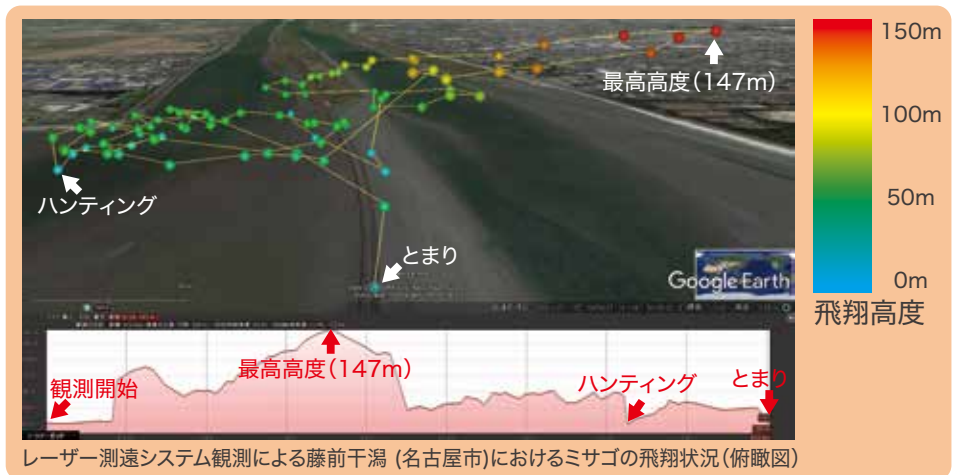 150m
最高高度(147m)
100m
ハンティング
50m
とまり
Google Earth
0m
飛翔高度
最高高度(147m)
観測開始
ハンティング
とまり
レーザー測遠システム観測による藤前干潟 (名古屋市)におけるミサゴの飛翔状況(俯瞰図)